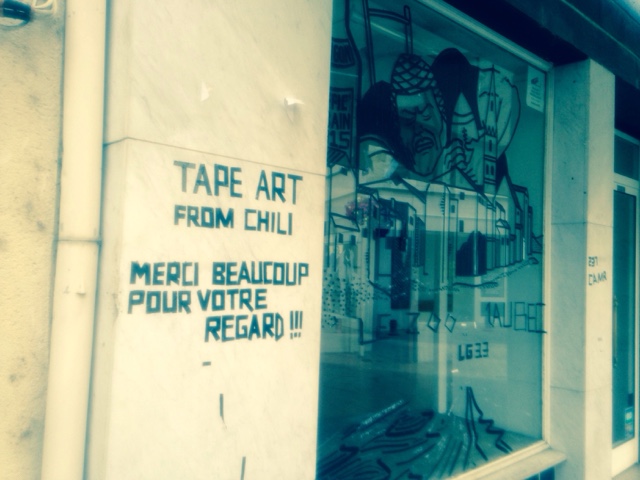 TAPE ART
FROM CHILI
MERCI BEAUCOUP
POUR VOTRE
REGARD !!!
LG33